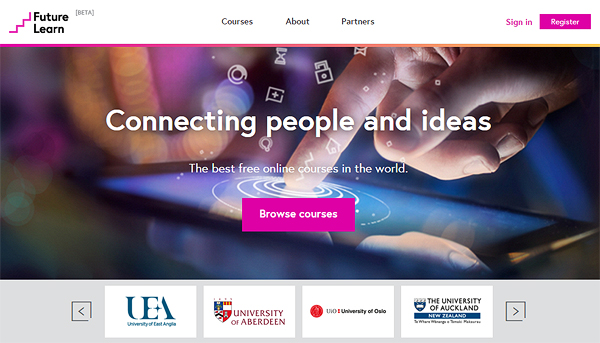 Future
Learn
[BETA]
Courses
About
Partners
Sign in
Register
Connecting people and ideas
The best free online courses in the world.
Browse courses
UEA
University of East Anglia
UNIVERSITY
OF ABERDEEN
UiO
University of Oslo
THE UNIVERSITY
OF AUCKLAND
NEW ZEALAND
Te Whare Wānanga o Tāmaki Makaurau